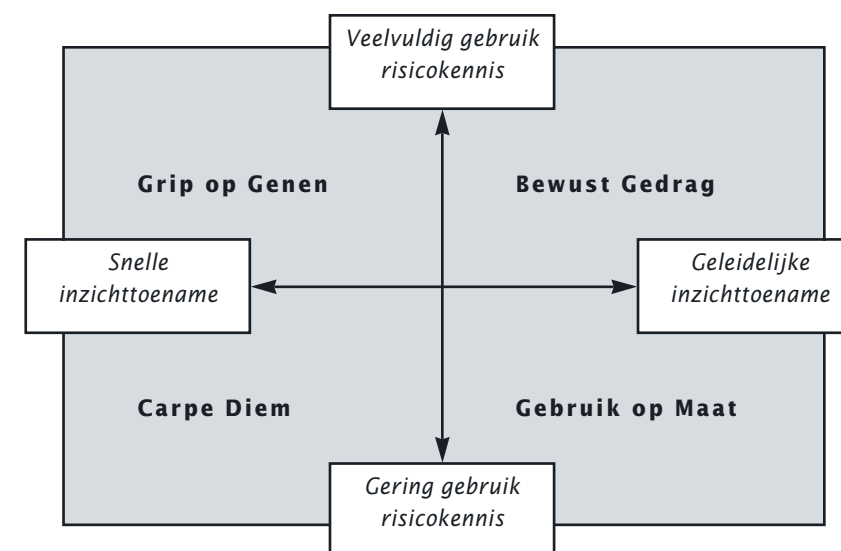 Veelvuldig gebruik
risicokennis
Grip op Genen
Bewust Gedrag
Snelle
inzichttoename
Geleidelijke
inzichttoename
Carpe Diem
Gebruik op Maat
Gering gebruik
risicokennis